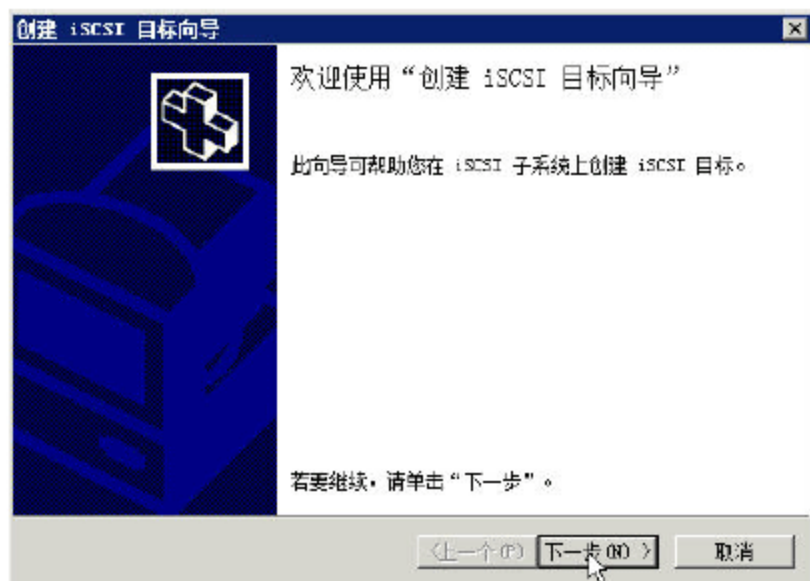 创建 iSCSI 目标向导
欢迎使用“创建 iSCSI 目标向导”
此向导可帮助您在 iSCSI 子系统上创建 iSCSI 目标。
若要继续，请单击“下一步”。
<上一个(P) 下一步(N) > 取消